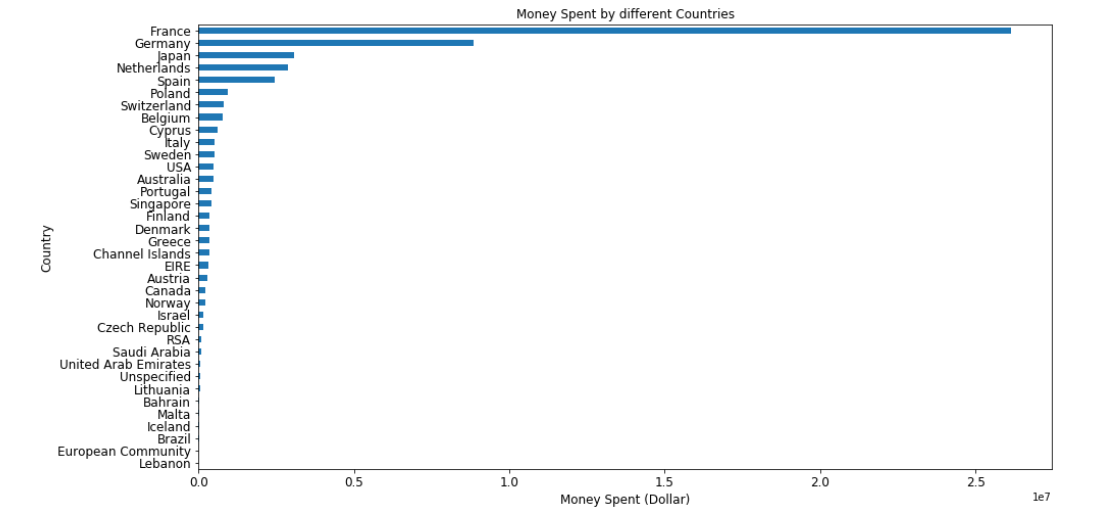 Money Spent by different Countries
France
Germany
Japan
Netherlands
Spain
Poland
Switzerland
Belgium
Cyprus
Italy
Sweden
USA
Australia
Portugal
Singapore
Finland
Denmark
Greece
Channel Islands
EIRE
Austria
Canada
Norway
Israel
Czech Republic
RSA
Saudi Arabia
United Arab Emirates
Unspecified
Lithuania
Bahrain
Malta
Iceland
Brazil
European Community
Lebanon
Country
0.0 0.5 1.0 1.5 2.0 2.5
1e7
Money Spent (Dollar)